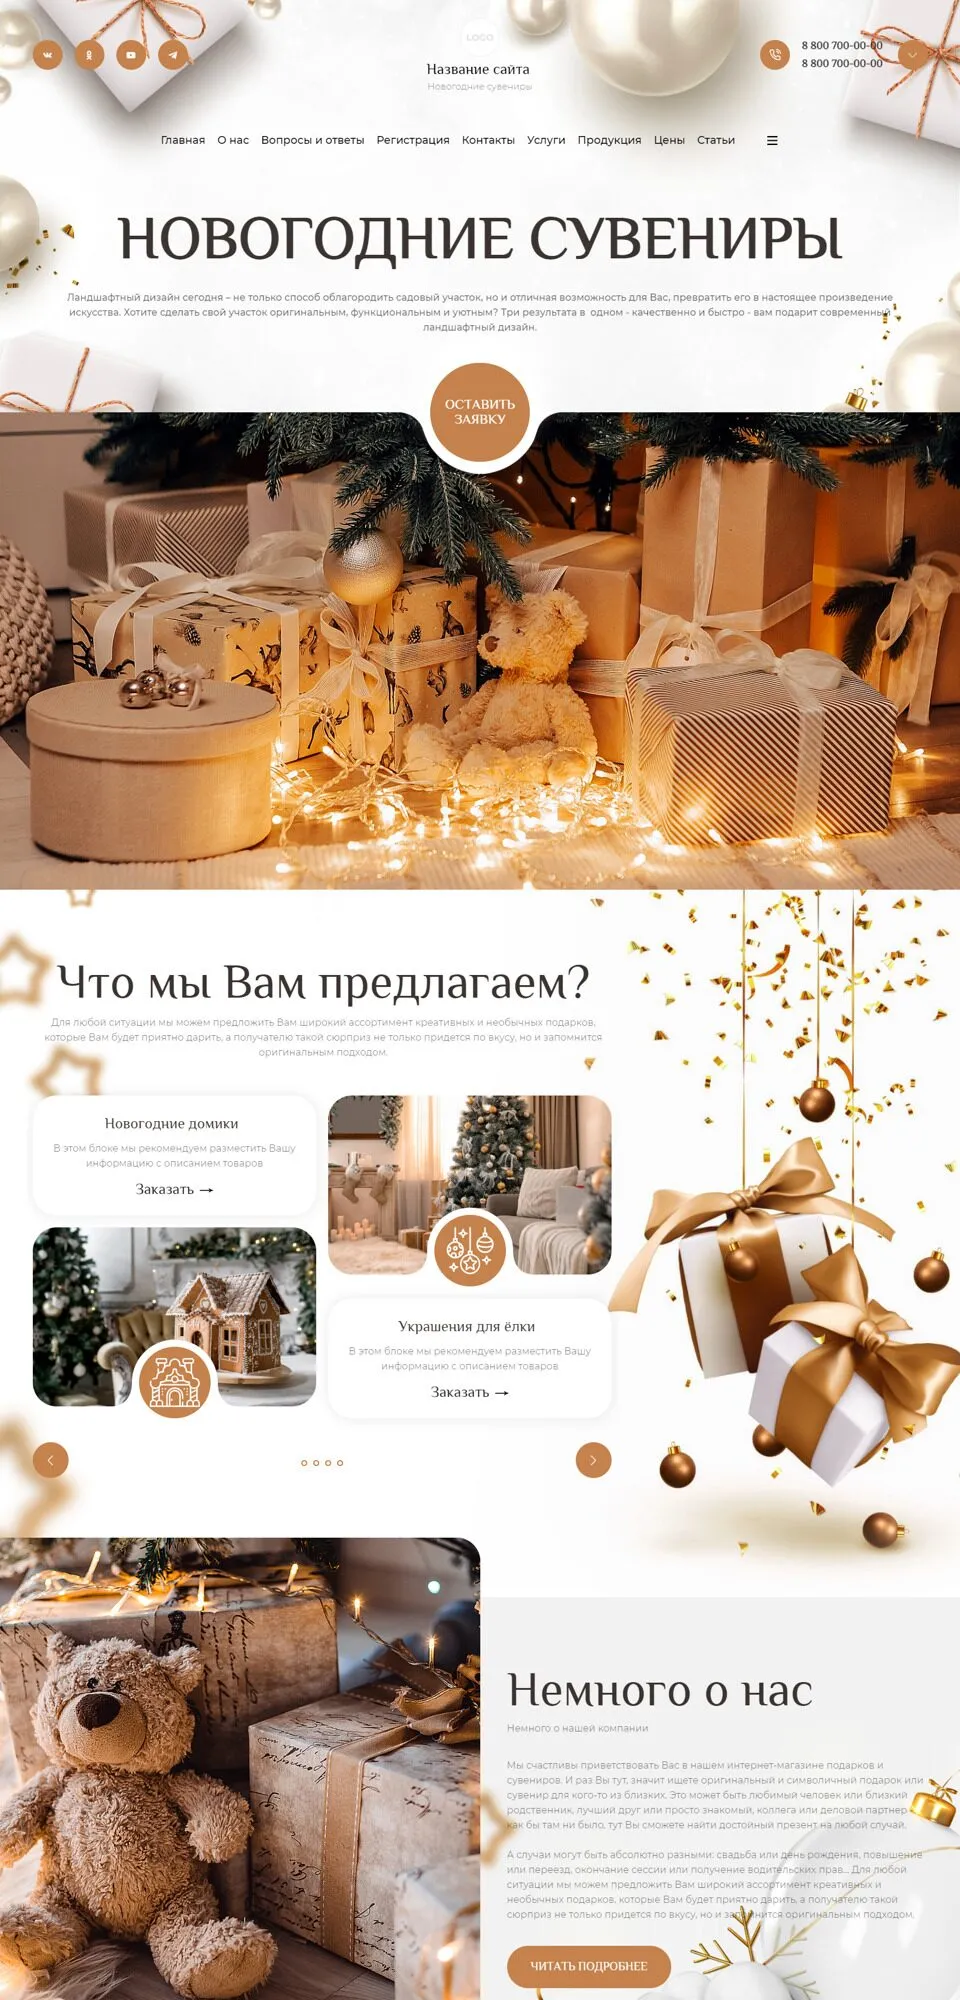 LOGO
8 800 700-00-00
8 800 700-00-00
Название сайта
Новогодние сувениры
Главная О нас Вопросы и ответы Регистрация Контакты Услуги Продукция Цены Статьи
НОВОГОДНИЕ СУВЕНИРЫ
Ландшафтный дизайн сегодня – не только способ облагородить садовый участок, но и отличная возможность для Вас, превратить его в настоящее произведение
искусства. Хотите сделать свой участок оригинальным, функциональным и уютным? Три результата в одном - качественно и быстро - вам подарит современный
ландшафтный дизайн.
ОСТАВИТЬ
ЗАЯВКУ
Что мы Вам предлагаем?
Для любой ситуации мы можем предложить Вам широкий ассортимент креативных и необычных подарков,
которые Вам будет приятно дарить, а получателю такой сюрприз не только придется по вкусу, но и запомнится
оригинальным подходом.
Новогодние домики
В этом блоке мы рекомендуем разместить Вашу
информацию с описанием товаров
Заказать →
Украшения для ёлки
В этом блоке мы рекомендуем разместить Вашу
информацию с описанием товаров
Заказать →
Немного о нас
Немного о нашей компании
Мы счастливы приветствовать Вас в нашем интернет-магазине подарков и
сувениров. И раз Вы тут, значит ищете оригинальный и символичный подарок или
сувенир для кого-то из близких. Это может быть любимый человек или близкий
родственник, лучший друг или просто знакомый, коллега или деловой партнер
как бы там ни было, тут Вы сможете найти достойный презент на любой случай.
А случаи могут быть абсолютно разными: свадьба или день рождения, повышение
или переезд, окончание сессии или получение водительских прав... Для любой
ситуации мы можем предложить Вам широкий ассортимент креативных и
необычных подарков, которые Вам будет приятно дарить, а получателю такой
сюрприз не только придется по вкусу, но и запомнится оригинальным подходом.
ЧИТАТЬ ПОДРОБНЕЕ